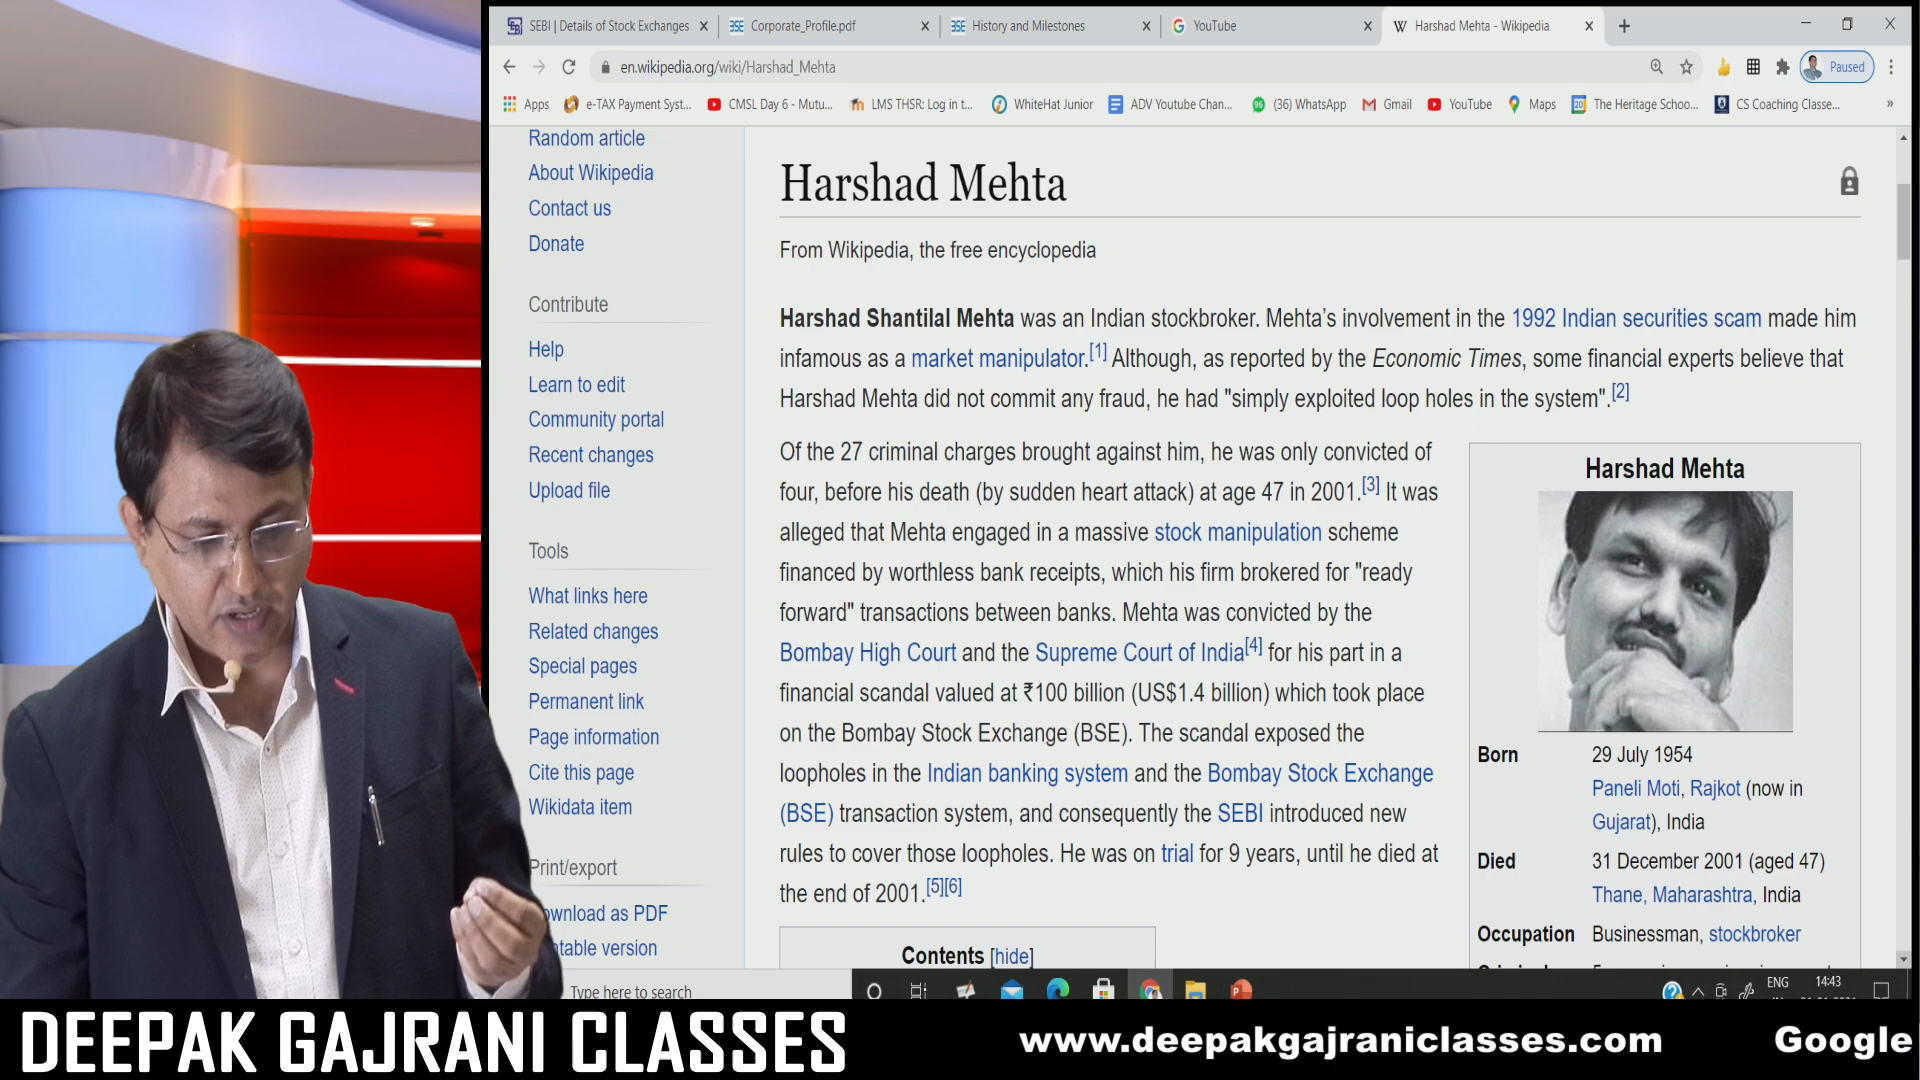 SEBI | Details of Stock Exchanges
Corporate_Profile.pdf
History and Milestones
YouTube
Harshad Mehta - Wikipedia
en.wikipedia.org/wiki/Harshad_Mehta
Paused
Apps
e-TAX Payment Syst...
CMSL Day 6 - Mutu...
LMS THSR: Log in t...
WhiteHat Junior
ADV Youtube Chan...
(36) WhatsApp
Gmail
YouTube
Maps
The Heritage Schoo...
CS Coaching Classe...
»
Random article
About Wikipedia
Contact us
Donate
Contribute
Help
Learn to edit
Community portal
Recent changes
Upload file
Tools
What links here
Related changes
Special pages
Permanent link
Page information
Cite this page
Wikidata item
Print/export
ownload as PDF
table version
Harshad Mehta
From Wikipedia, the free encyclopedia
Harshad Shantilal Mehta was an Indian stockbroker. Mehta's involvement in the 1992 Indian securities scam made him
infamous as a market manipulator.[1] Although, as reported by the Economic Times, some financial experts believe that
Harshad Mehta did not commit any fraud, he had "simply exploited loop holes in the system".[2]
Of the 27 criminal charges brought against him, he was only convicted of
four, before his death (by sudden heart attack) at age 47 in 2001.[3] It was
alleged that Mehta engaged in a massive stock manipulation scheme
financed by worthless bank receipts, which his firm brokered for "ready
forward" transactions between banks. Mehta was convicted by the
Bombay High Court and the Supreme Court of India[4] for his part in a
financial scandal valued at ₹100 billion (US$1.4 billion) which took place
on the Bombay Stock Exchange (BSE). The scandal exposed the
loopholes in the Indian banking system and the Bombay Stock Exchange
(BSE) transaction system, and consequently the SEBI introduced new
rules to cover those loopholes. He was on trial for 9 years, until he died at
the end of 2001.[5][6]
Contents [hide]
Harshad Mehta
Born 29 July 1954
Paneli Moti, Rajkot (now in
Gujarat), India
Died 31 December 2001 (aged 47)
Thane, Maharashtra, India
Occupation Businessman, stockbroker
Type here to search
ENG
14:43
DEEPAK GAJRANI CLASSES
www.deepakgajraniclasses.com
Google